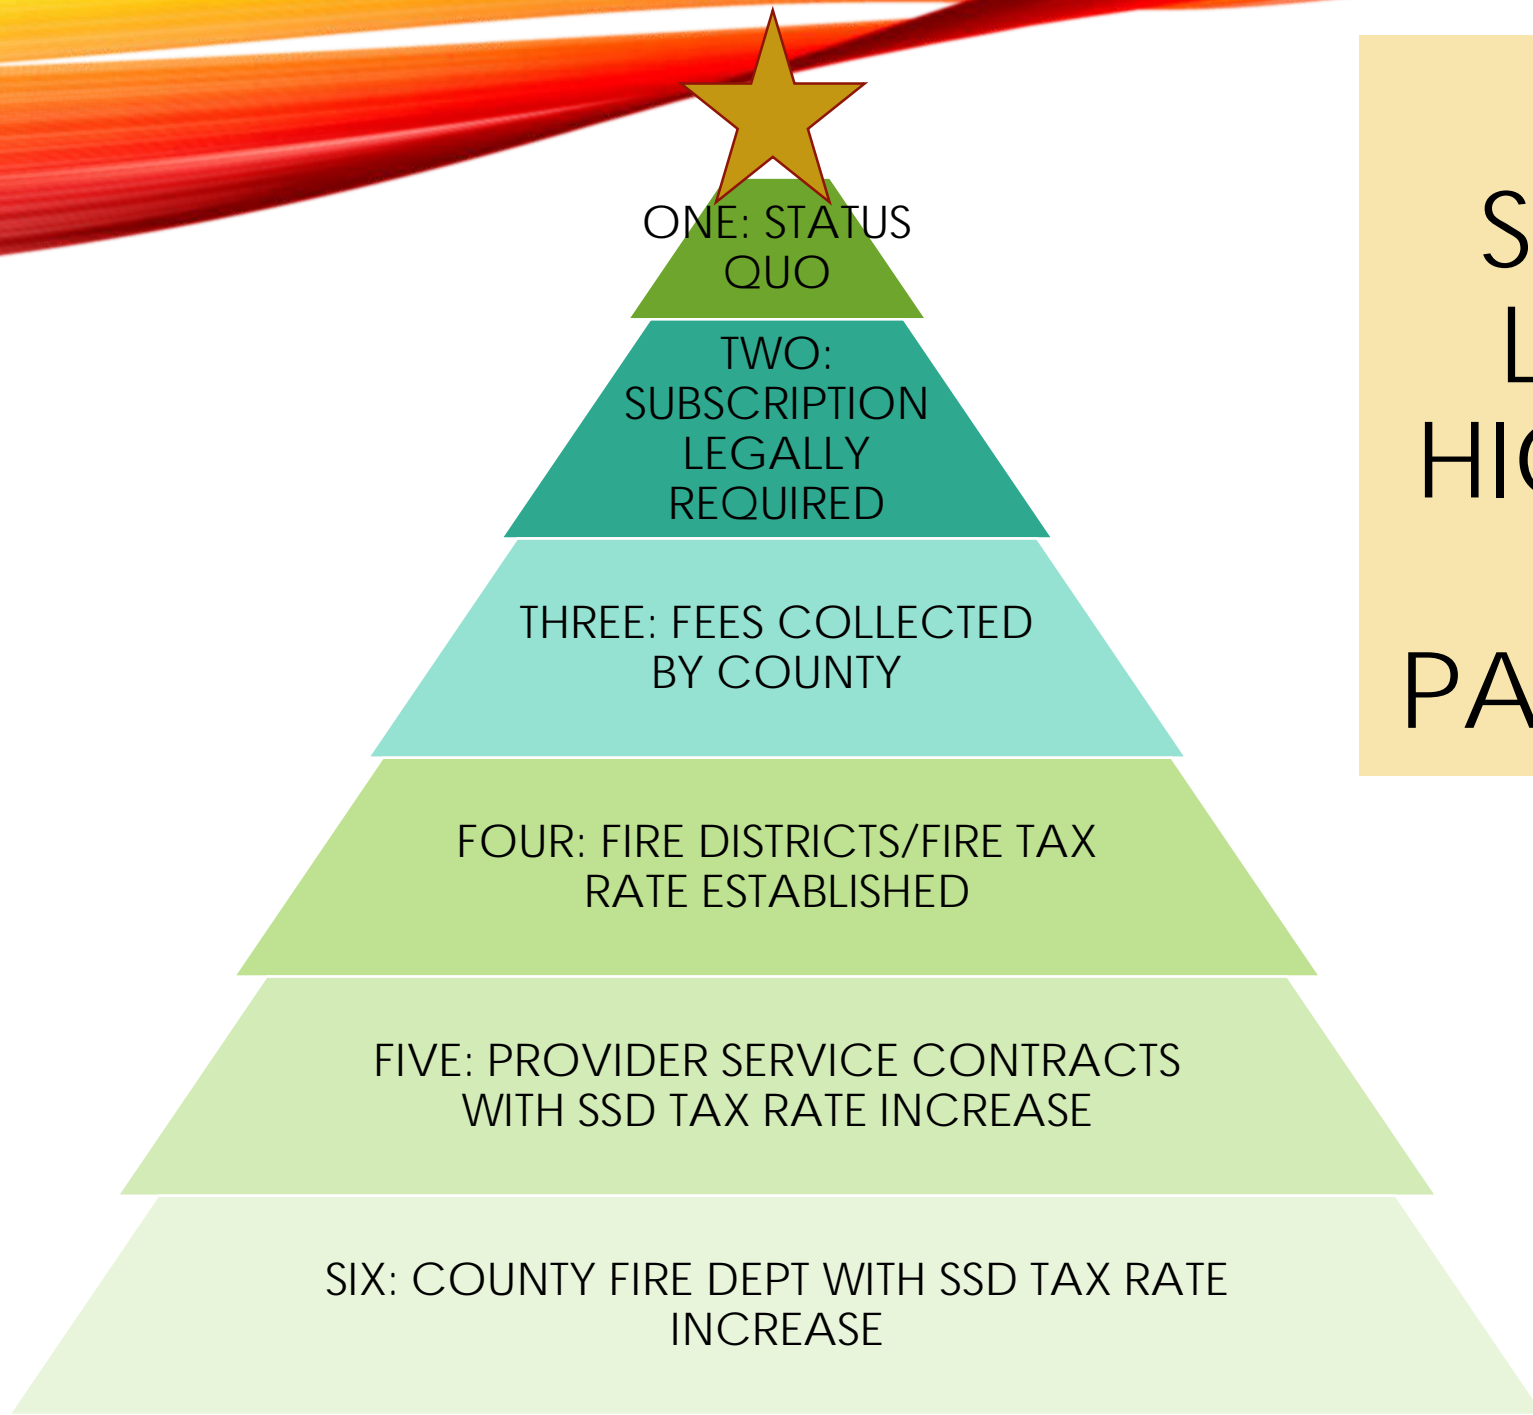 ONE: STATUS
QUO
TWO:
SUBSCRIPTION
LEGALLY
REQUIRED
THREE: FEES COLLECTED
BY COUNTY
FOUR: FIRE DISTRICTS/FIRE TAX
RATE ESTABLISHED
FIVE: PROVIDER SERVICE CONTRACTS
WITH SSD TAX RATE INCREASE
SIX: COUNTY FIRE DEPT WITH SSD TAX RATE
INCREASE